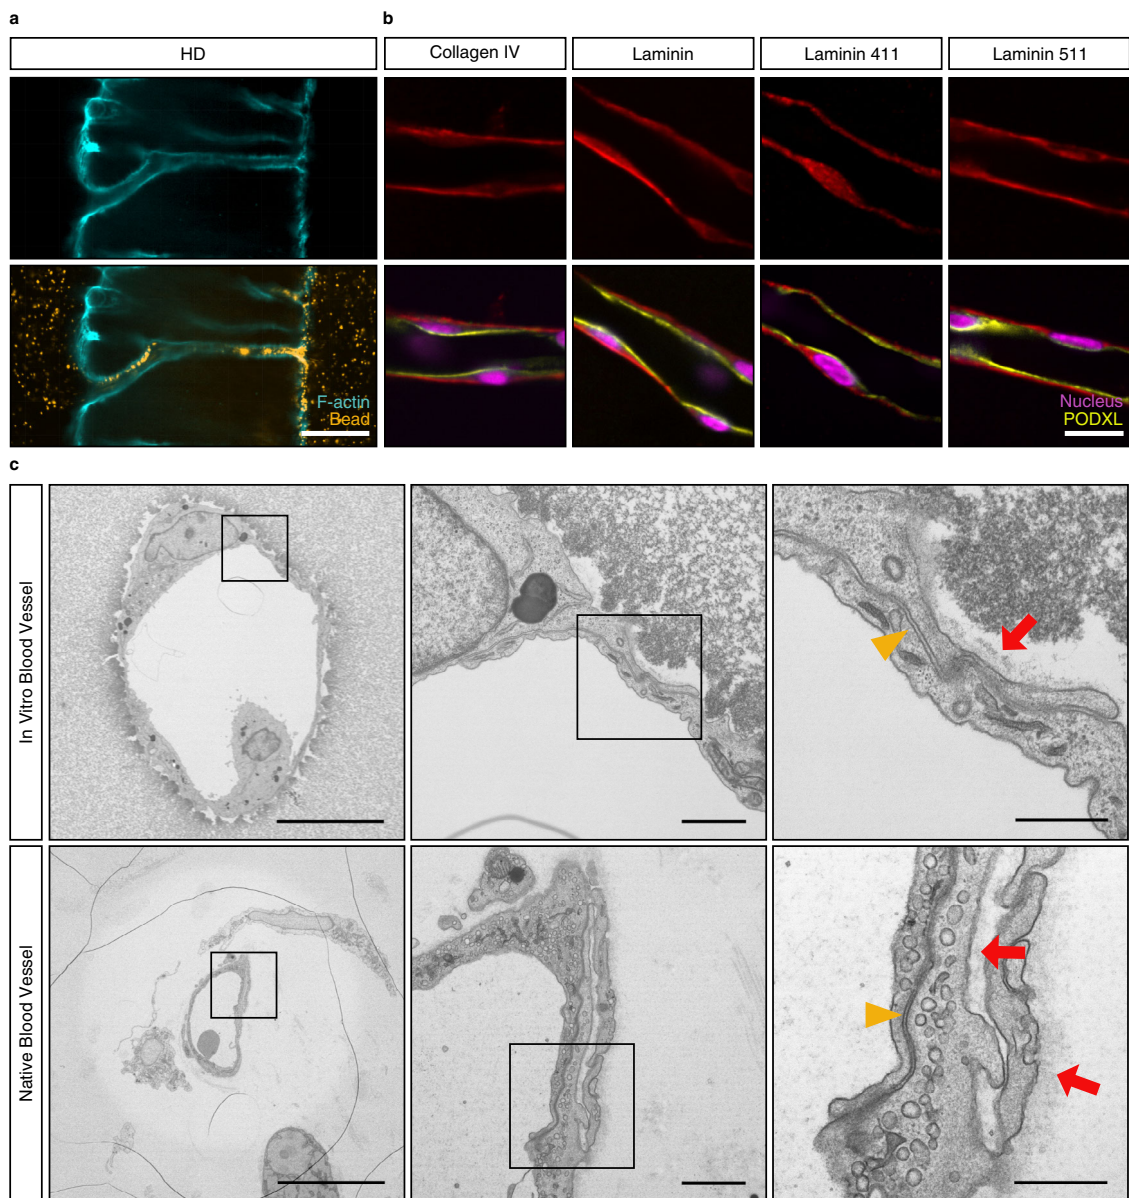 a
b
HD
Collagen IV
Laminin
Laminin 411
Laminin 511
F-actin
Bead
Nucleus
PODXL
c
In Vitro Blood Vessel
Native Blood Vessel